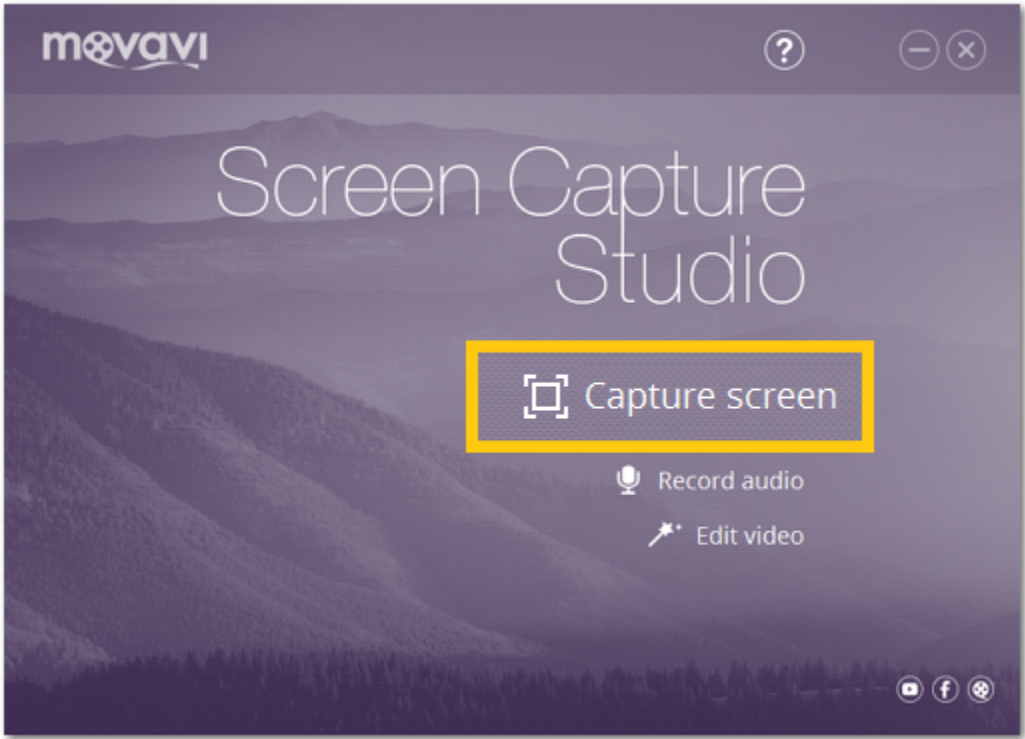 movavi
?
Screen Capture
Studio
Capture screen
Record audio
Edit video